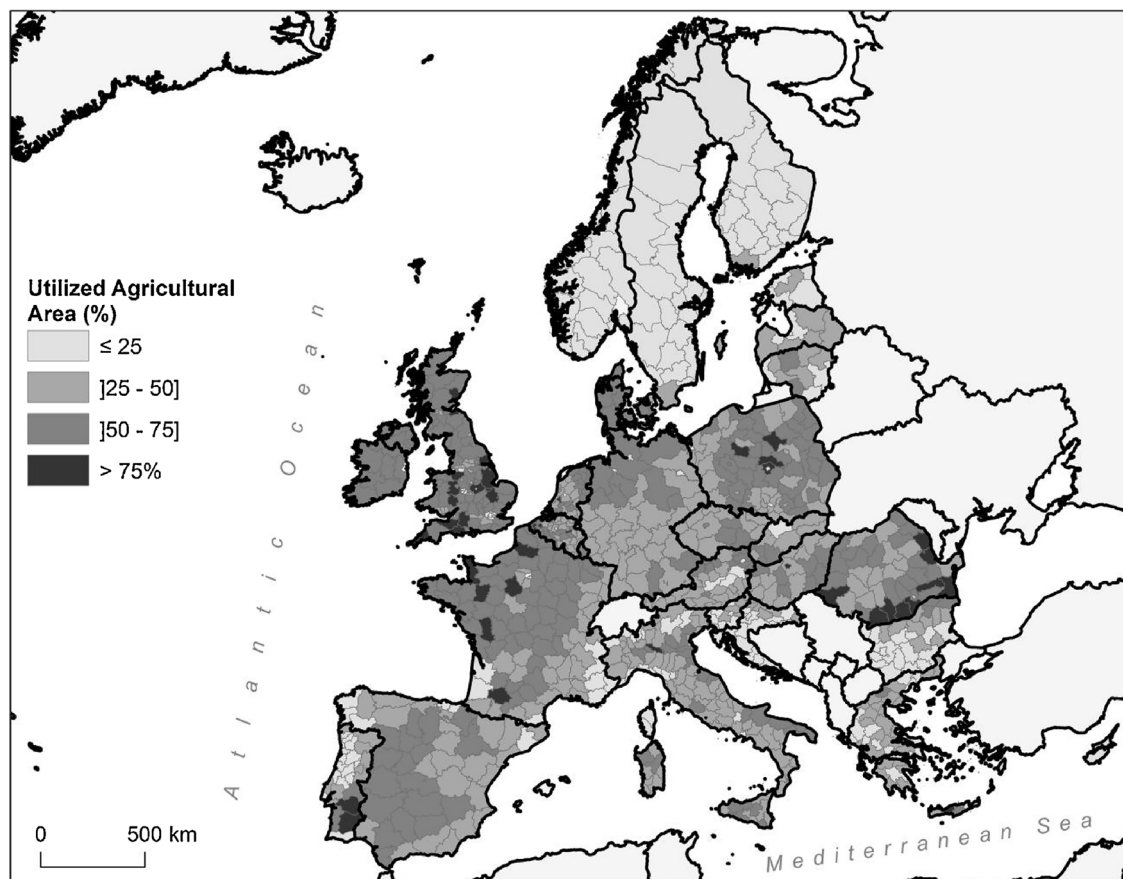 Utilized Agricultural
Area (%)
≤ 25
]25 - 50]
]50 - 75]
> 75%
Atlantic Ocean
0 500 km
Mediterranean Sea